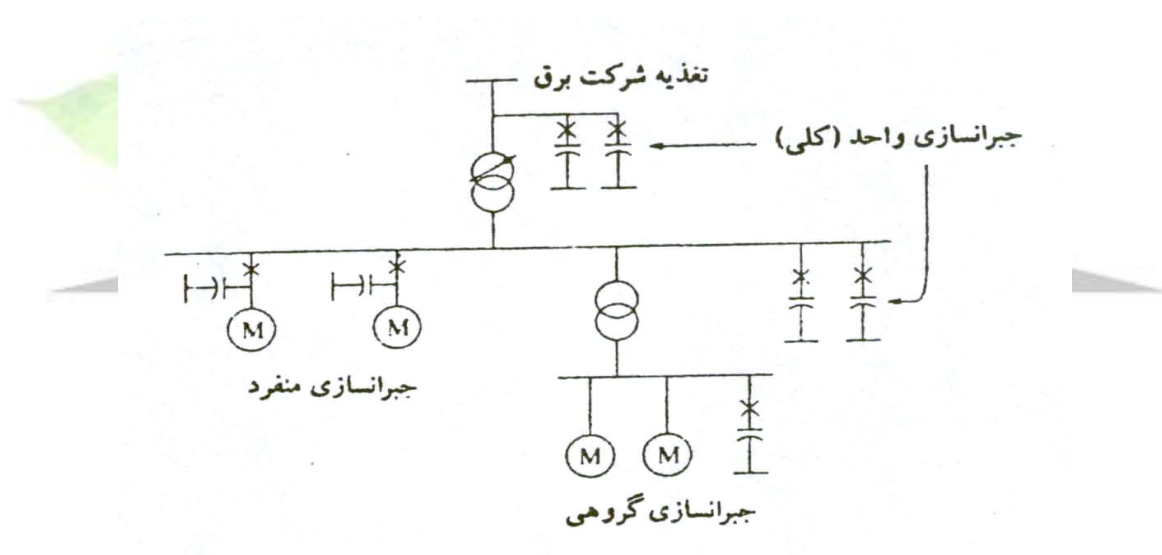 تغذیه شرکت برق
جبرانسازی واحد (کلی)
M
M
جبرانسازی منفرد
M
M
جبرانسازی گروهی